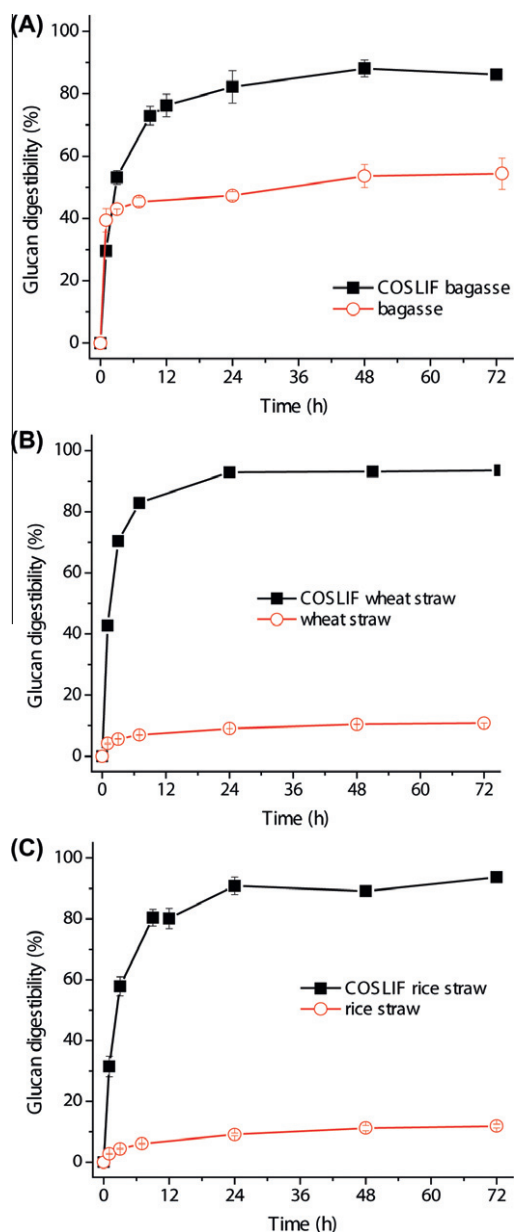 (A)
100
80
60
40
20
0
Glucan digestibility (%)
COSLIF bagasse
bagasse
0 12 24 36 48 60 72
Time (h)
(B)
100
80
60
40
20
0
Glucan digestibility (%)
COSLIF wheat straw
wheat straw
0 12 24 36 48 60 72
Time (h)
(C)
100
80
60
40
20
0
Glucan digestibility (%)
COSLIF rice straw
rice straw
0 12 24 36 48 60 72
Time (h)